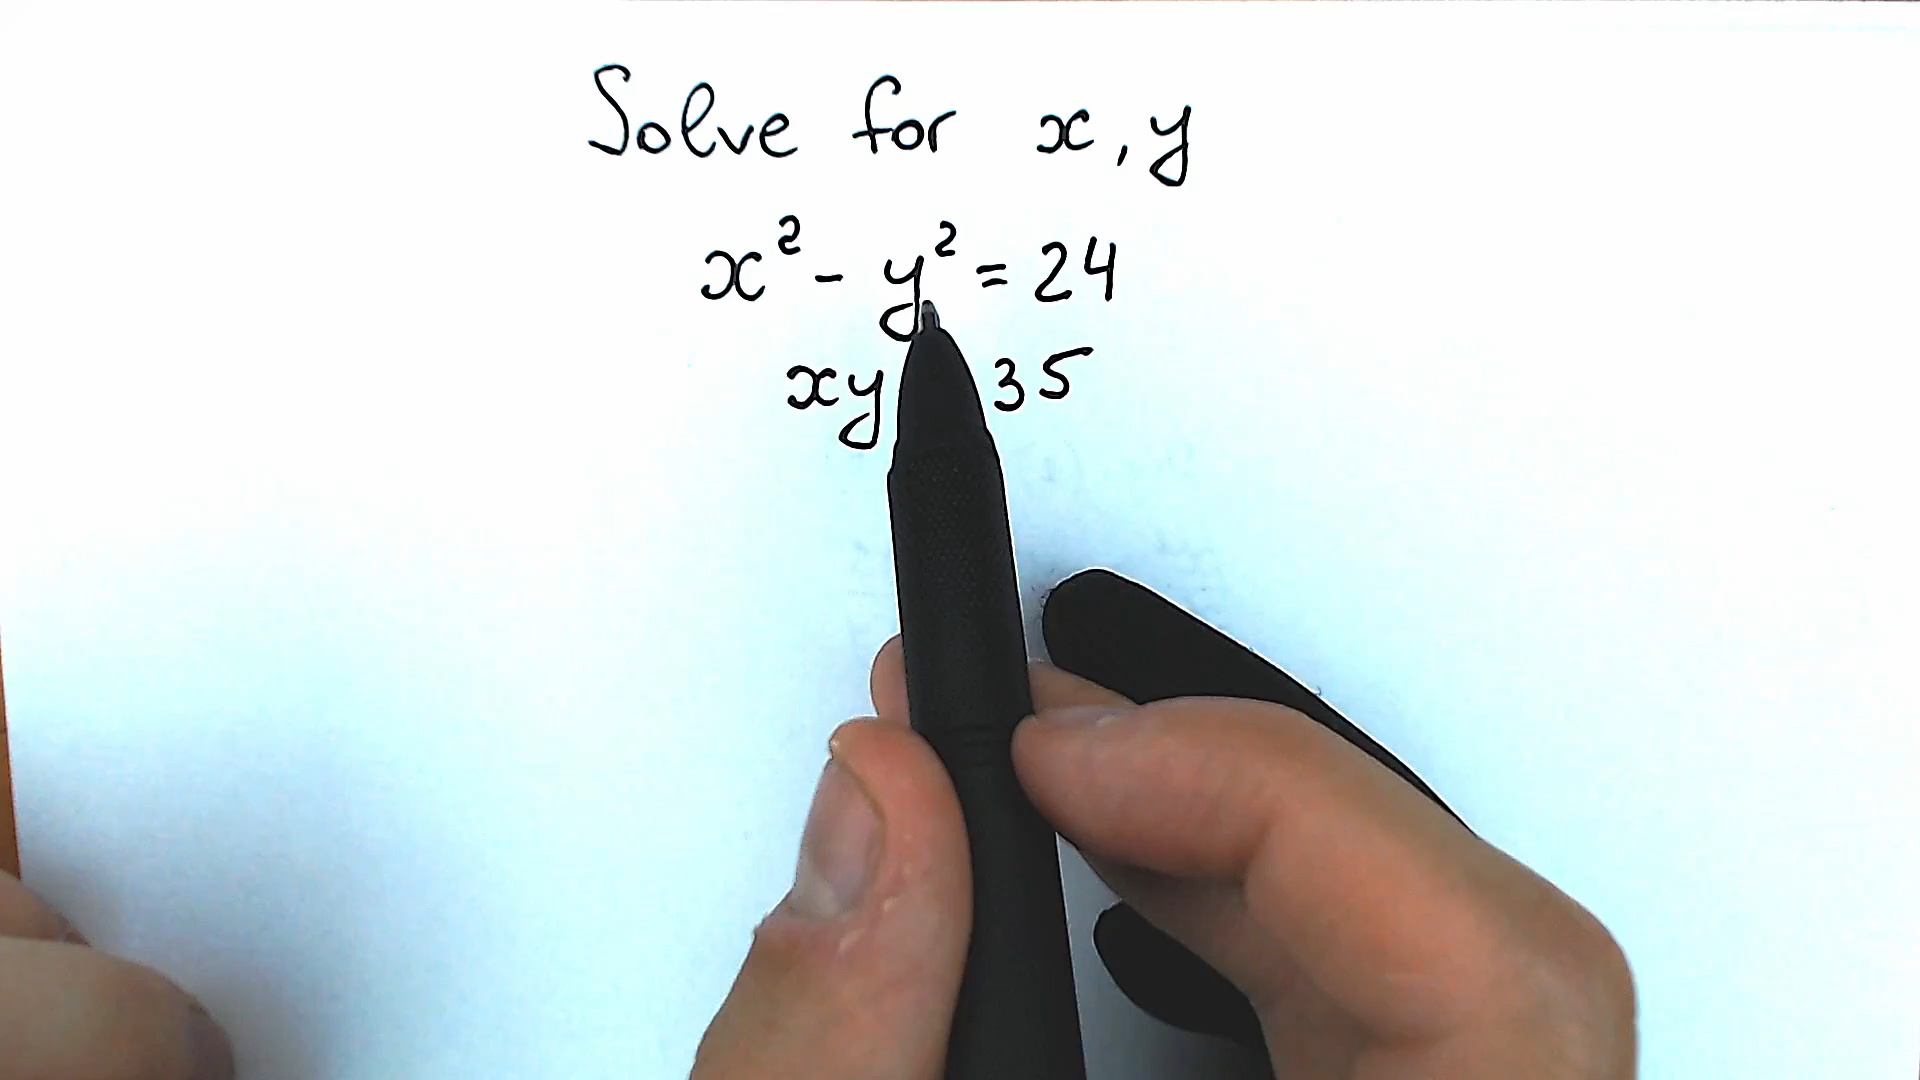 Solve for x, y
x² - y² = 24
xy 35